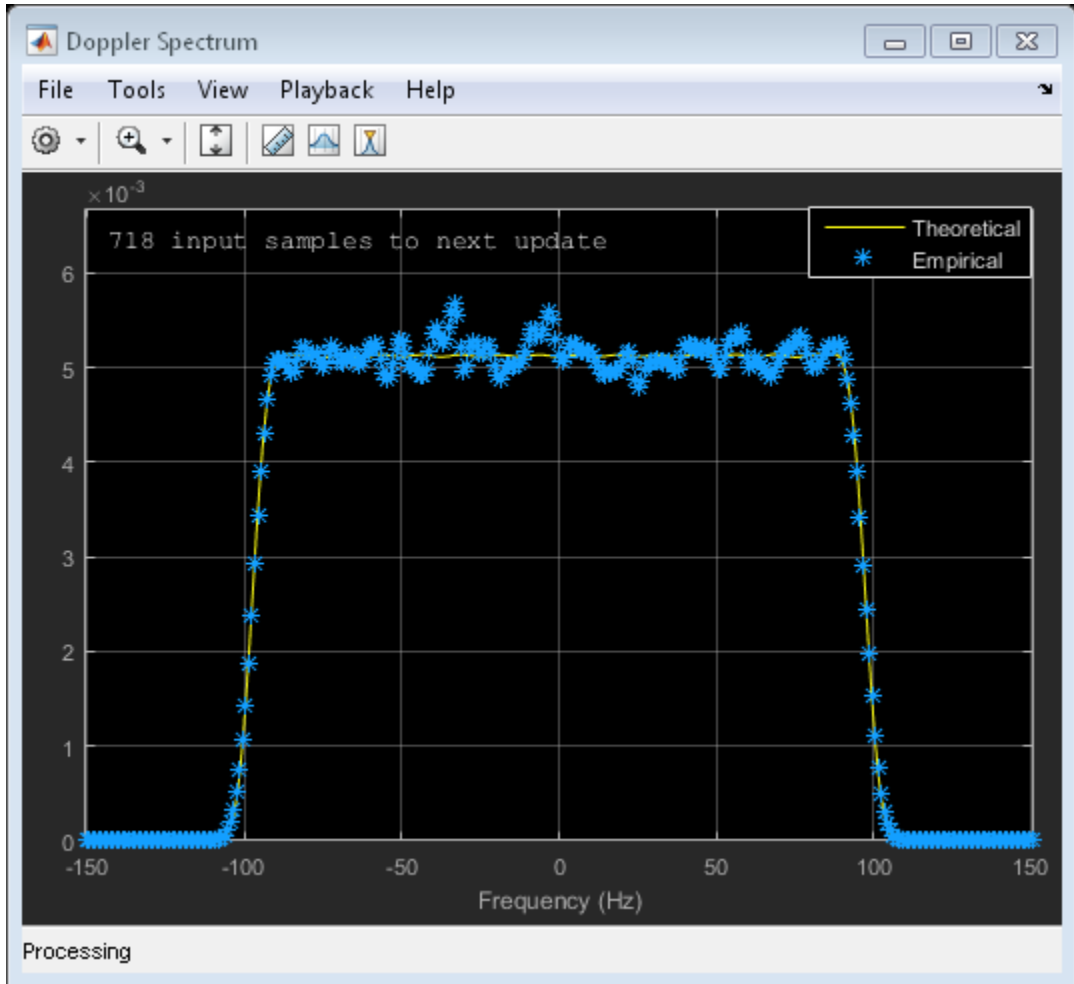 Doppler Spectrum
File Tools View Playback Help
×10-3
718 input samples to next update
Theoretical
Empirical
6
5
4
3
2
1
0
-150 -100 -50 0 50 100 150
Frequency (Hz)
Processing